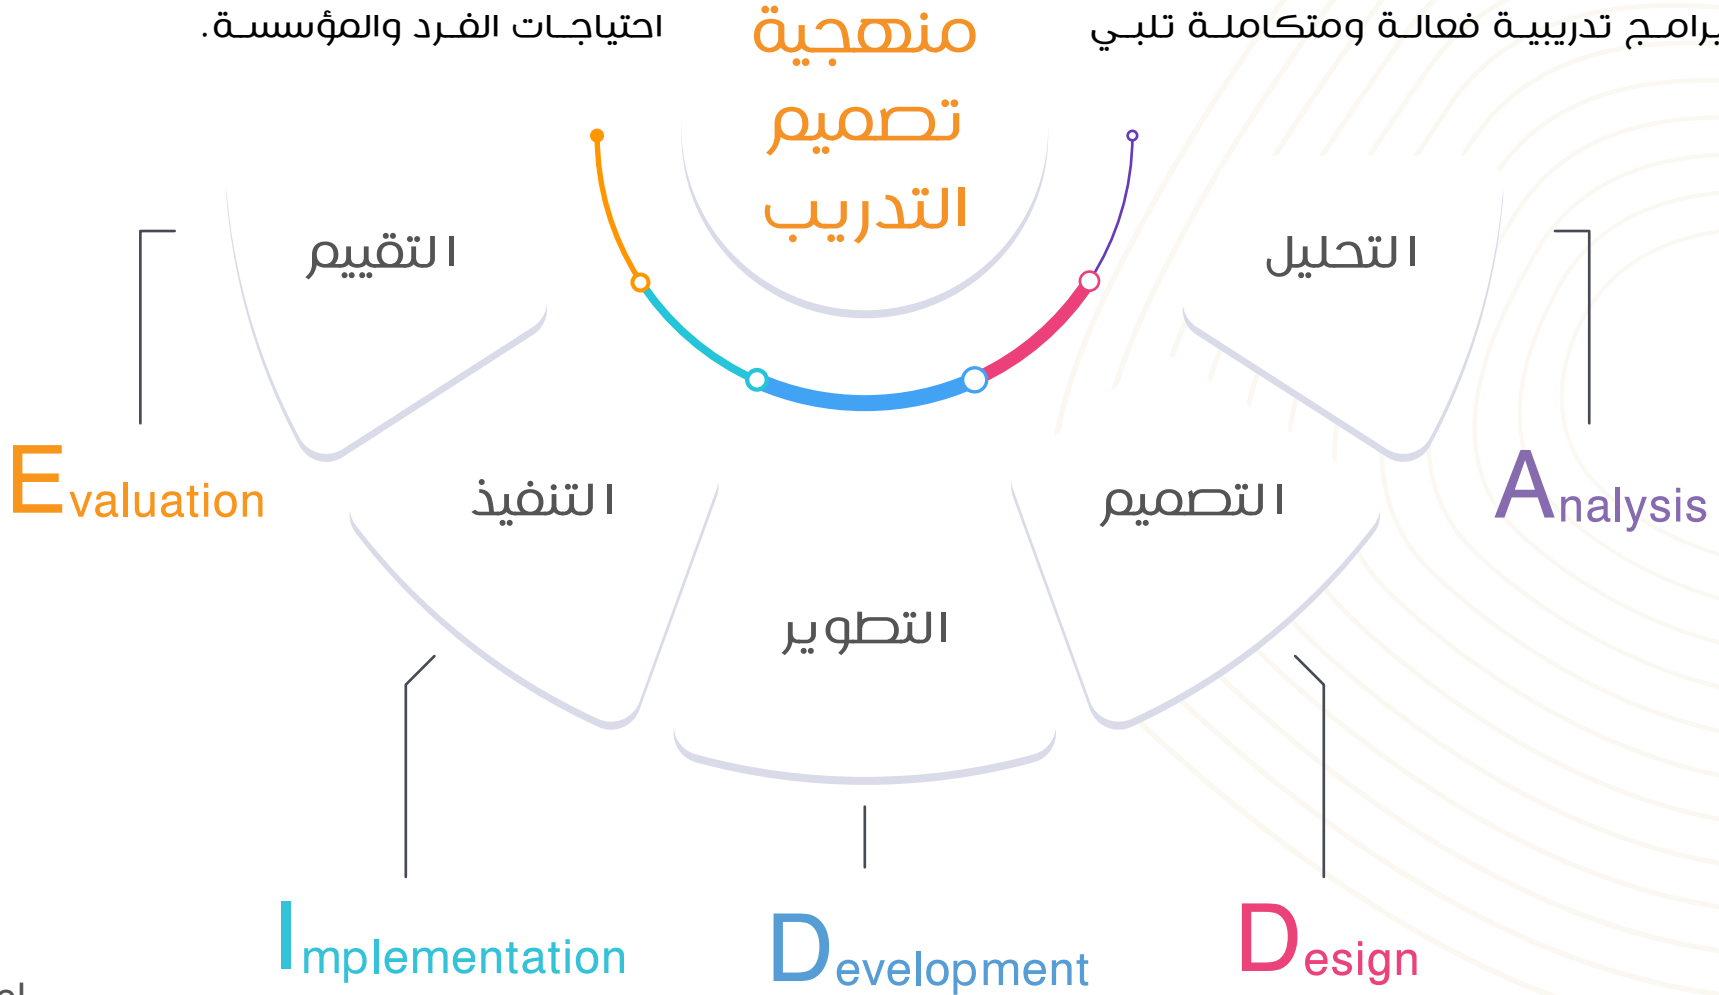 برامج تدريبية فعالة ومتكاملة تلبي
احتياجات الفرد والمؤسسة.
منهجية
تصميم
التدريب
التحليل
Analysis
التصميم
Design
التطوير
Development
التنفيذ
Implementation
التقييم
Evaluation